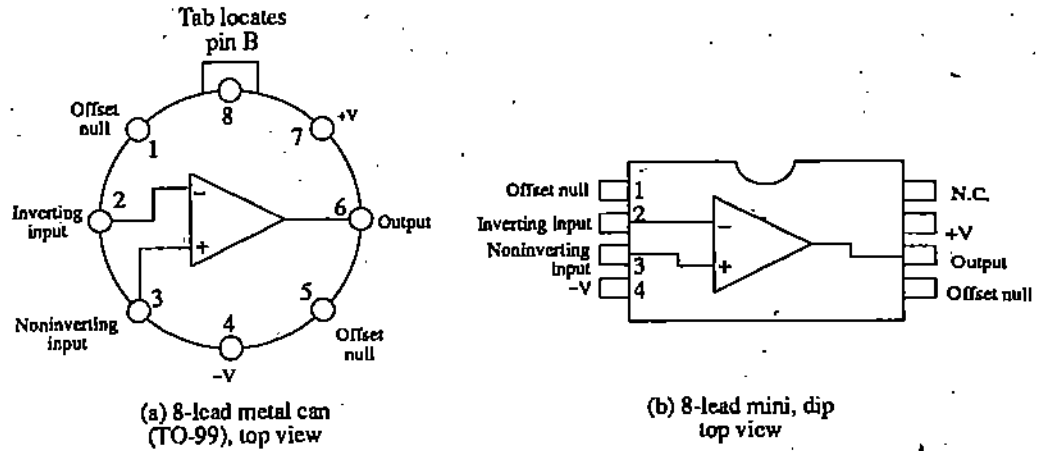 Tab locates
pin B
8
Offset
null
1
+V
7
2
Inverting
input
−
+
6
Output
3
Noninverting
input
5
Offset
null
4
−V
(a) 8-lead metal can
(TO-99), top view
Offset null
1
N.C.
Inverting Input
2
−
+V
Noninverting
input
3
+
Output
−V
4
Offset null
(b) 8-lead mini, dip
top view